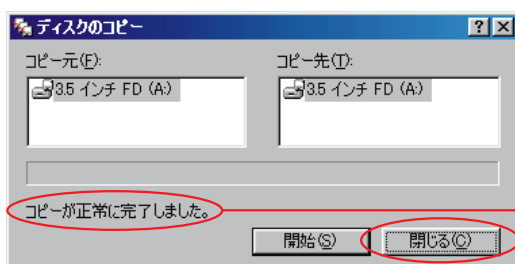 ディスクのコピー
コピー元(F): コピー先(T):
3.5 インチ FD (A:) 3.5 インチ FD (A:)
コピーが正常に完了しました。
開始(S) 閉じる(C)